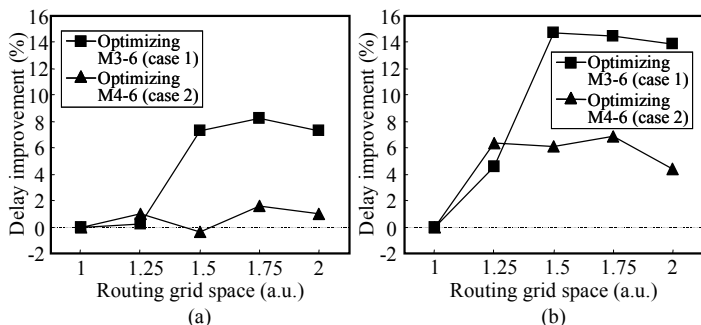 16
14
12
10
8
6
4
2
0
-2
Delay improvement (%)
Optimizing
M3-6 (case 1)
Optimizing
M4-6 (case 2)
1 1.25 1.5 1.75 2
Routing grid space (a.u.)
(a)
16
14
12
10
8
6
4
2
0
-2
Delay improvement (%)
Optimizing
M3-6 (case 1)
Optimizing
M4-6 (case 2)
1 1.25 1.5 1.75 2
Routing grid space (a.u.)
(b)